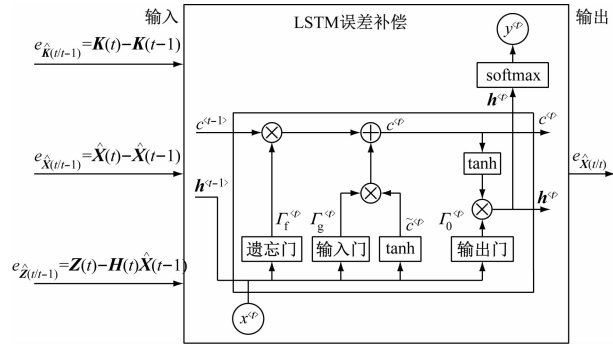 输入
LSTM误差补偿
输出
y^{<t>}
e_{\hat{K}(t/t-1)}=K(t)-K(t-1)
softmax
h^{<t>}
c^{<t-1>}
c^{<t>}
c^{<t>}
tanh
e_{\hat{X}(t/t-1)}=\hat{X}(t)-\hat{X}(t-1)
e_{\hat{X}(t/t)}
h^{<t-1>}
h^{<t>}
Γ_f^{<t>}
Γ_g^{<t>}
\tilde{c}^{<t>}
Γ_0^{<t>}
遗忘门
输入门
tanh
输出门
e_{\hat{Z}(t/t-1)}=Z(t)-H(t)\hat{X}(t-1)
x^{<t>}